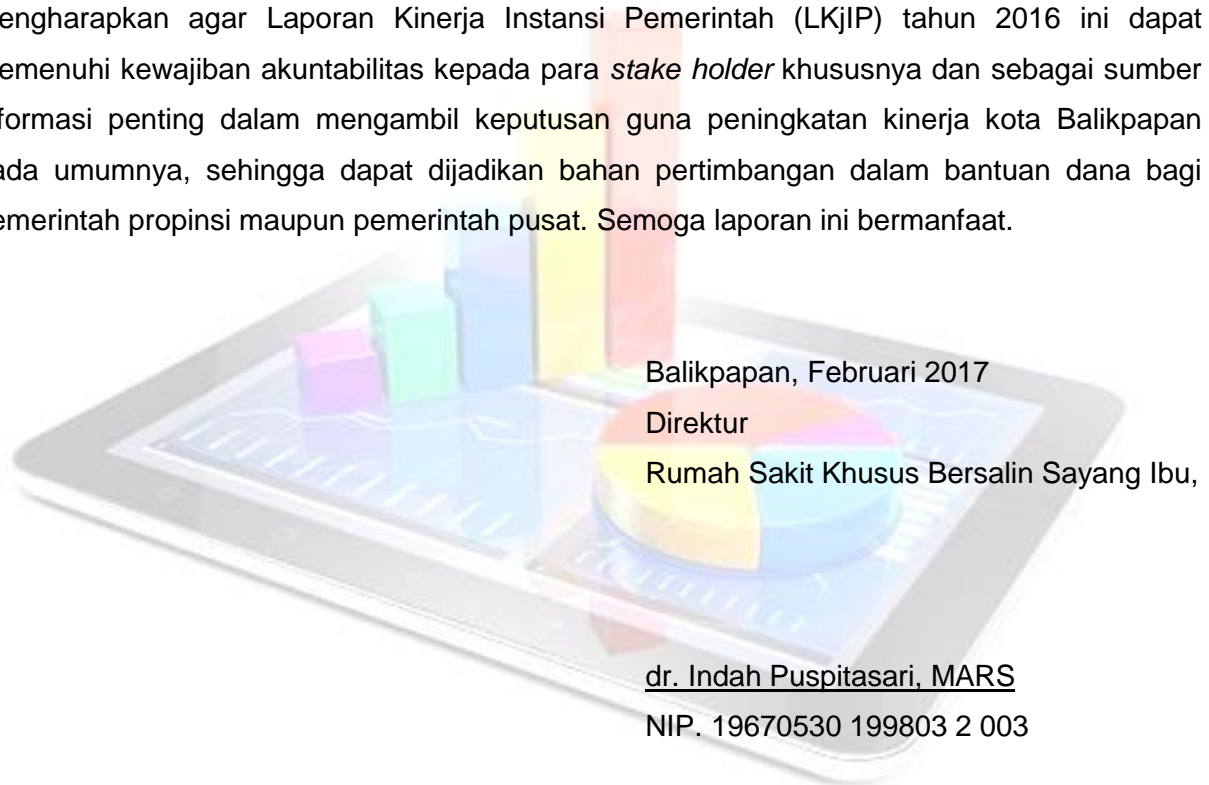 engharapkan agar Laporan Kinerja Instansi Pemerintah (LKjIP) tahun 2016 ini dapat
emenuhi kewajiban akuntabilitas kepada para stake holder khususnya dan sebagai sumber
formasi penting dalam mengambil keputusan guna peningkatan kinerja kota Balikpapan
ada umumnya, sehingga dapat dijadikan bahan pertimbangan dalam bantuan dana bagi
emerintah propinsi maupun pemerintah pusat. Semoga laporan ini bermanfaat.
Balikpapan, Februari 2017
Direktur
Rumah Sakit Khusus Bersalin Sayang Ibu,
dr. Indah Puspitasari, MARS
NIP. 19670530 199803 2 003